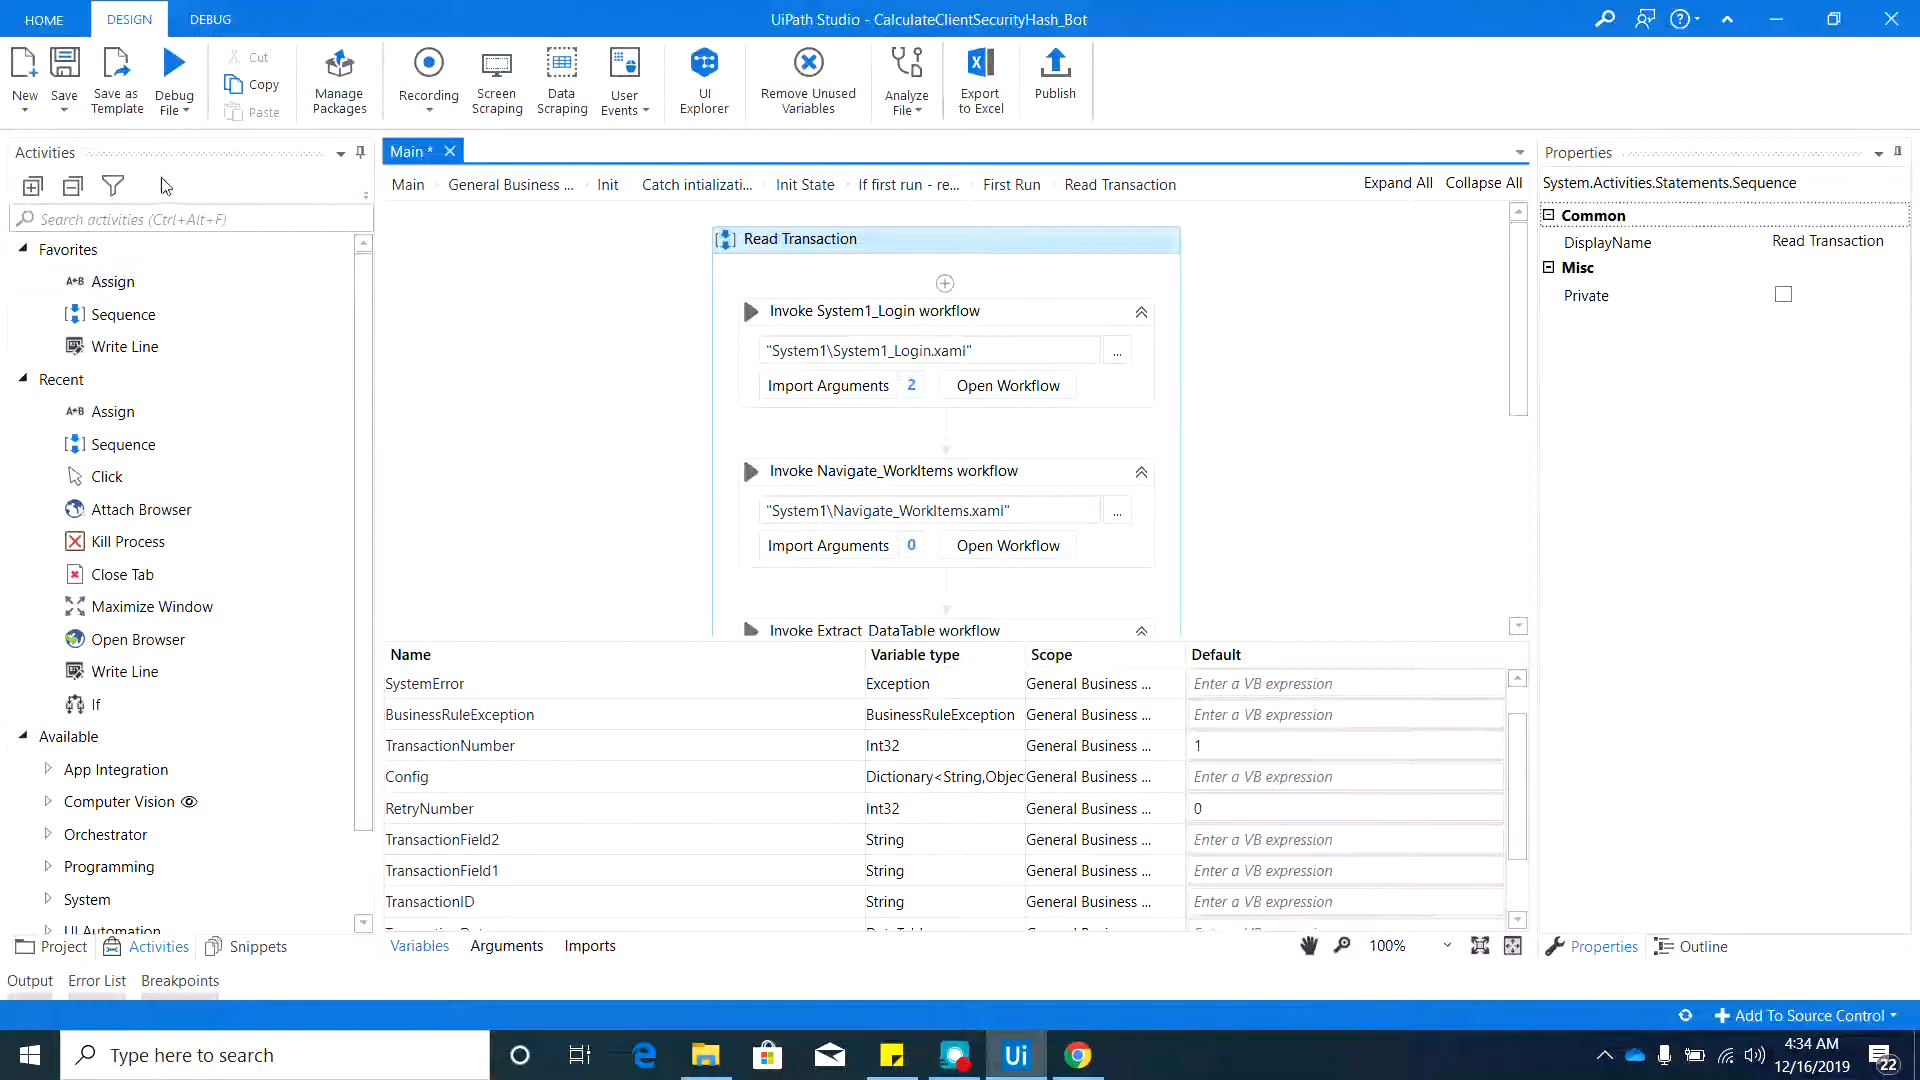 HOME DESIGN DEBUG UiPath Studio - CalculateClientSecurityHash_Bot
New Save Save as Template Debug File Cut Copy Paste Manage Packages Recording Screen Scraping Data Scraping User Events UI Explorer Remove Unused Variables Analyze File Export to Excel Publish
Activities
Search activities (Ctrl+Alt+F)
Favorites
A+B Assign
Sequence
Write Line
Recent
A+B Assign
Sequence
Click
Attach Browser
Kill Process
Close Tab
Maximize Window
Open Browser
Write Line
If
Available
App Integration
Computer Vision
Orchestrator
Programming
System
UI Automation
Project Activities Snippets
Main *
Main General Business ... Init Catch intializati... Init State If first run - re... First Run Read Transaction Expand All Collapse All
Read Transaction
Invoke System1_Login workflow
"System1\System1_Login.xaml" ...
Import Arguments 2 Open Workflow
Invoke Navigate_WorkItems workflow
"System1\Navigate_WorkItems.xaml" ...
Import Arguments 0 Open Workflow
Invoke Extract_DataTable workflow
Name Variable type Scope Default
SystemError Exception General Business ... Enter a VB expression
BusinessRuleException BusinessRuleException General Business ... Enter a VB expression
TransactionNumber Int32 General Business ... 1
Config Dictionary<String,Objec General Business ... Enter a VB expression
RetryNumber Int32 General Business ... 0
TransactionField2 String General Business ... Enter a VB expression
TransactionField1 String General Business ... Enter a VB expression
TransactionID String General Business ... Enter a VB expression
Variables Arguments Imports 100%
Properties
System.Activities.Statements.Sequence
Common
DisplayName Read Transaction
Misc
Private
Properties Outline
Output Error List Breakpoints
Add To Source Control
Type here to search
Ui
4:34 AM
12/16/2019
22